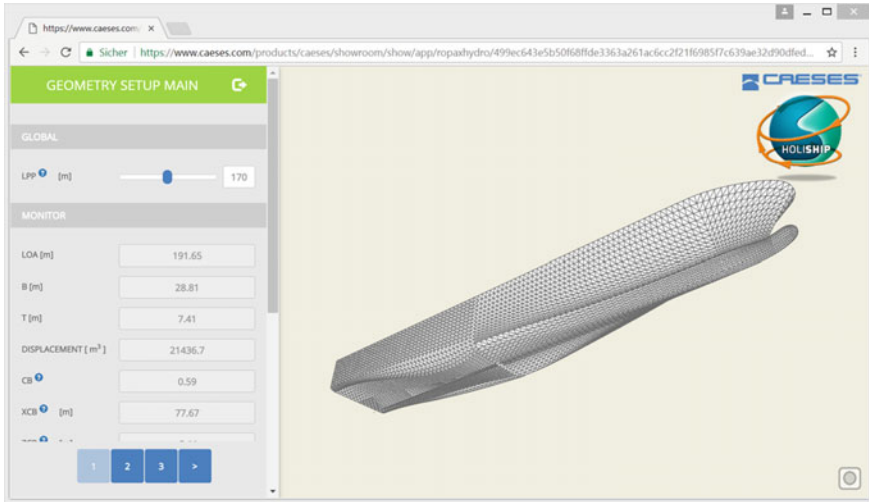 https://www.caeses.com
Sicher https://www.caeses.com/products/caeses/showroom/show/app/ropaxhydro/499ec643e5b50f68ffde3363a261ac6cc2f21f6985f7c639ae32d90dfed...
GEOMETRY SETUP MAIN
CAESES
HOLISHIP
GLOBAL
LPP ? [m] 170
MONITOR
LOA [m] 191.65
B [m] 28.81
T [m] 7.41
DISPLACEMENT [ m³ ] 21436.7
CB ? 0.59
XCB ? [m] 77.67
1 2 3 >